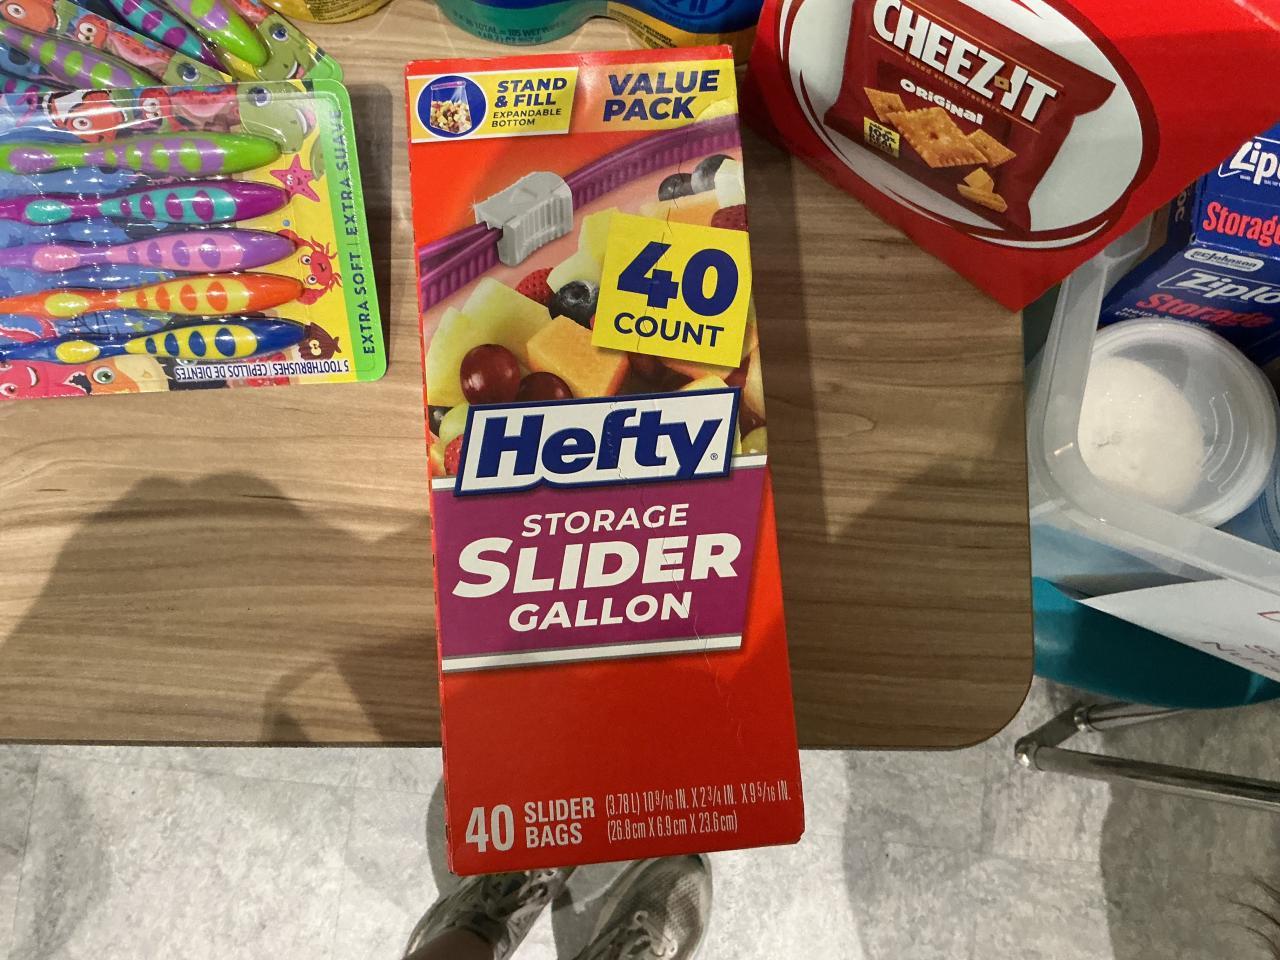 STAND
& FILL
EXPANDABLE
BOTTOM
VALUE
PACK
40
COUNT
Hefty®
STORAGE
SLIDER
GALLON
40 SLIDER
BAGS
(3.78 L) 10 9/16 IN. X 2 3/4 IN. X 9 5/16 IN.
(26.8 cm X 6.9 cm X 23.6 cm)
CHEEZ-IT
ORIGINAL
EXTRA SOFT | EXTRA SUAVE
5 TOOTHBRUSHES | CEPILLOS DE DIENTES
Storage
SCJohnson
Ziplo
Storage